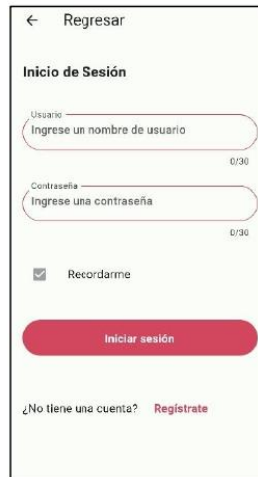 Regresar
Inicio de Sesión
Usuario
Ingrese un nombre de usuario
0/30
Contraseña
Ingrese una contraseña
0/30
Recordarme
Iniciar sesión
¿No tiene una cuenta? Regístrate